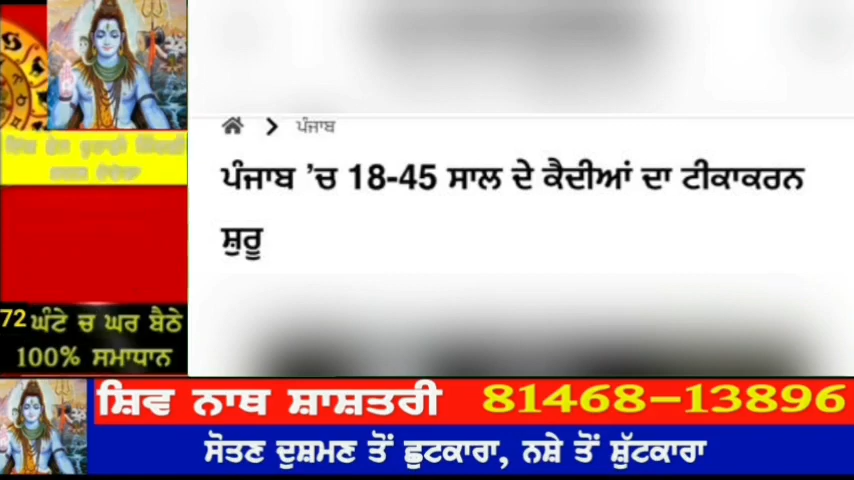 ਪੰਜਾਬ
ਪੰਜਾਬ ’ਚ 18-45 ਸਾਲ ਦੇ ਕੈਦੀਆਂ ਦਾ ਟੀਕਾਕਰਨ
ਸ਼ੁਰੂ
72 ਘੰਟੇ ਚ ਘਰ ਬੈਠੇ
100% ਸਮਾਧਾਨ
ਸ਼ਿਵ ਨਾਥ ਸ਼ਾਸ਼ਤਰੀ 81468-13896
ਸੋਤਣ ਦੁਸ਼ਮਣ ਤੋਂ ਛੁਟਕਾਰਾ, ਨਸ਼ੇ ਤੋਂ ਸ਼ੁੱਟਕਾਰਾ